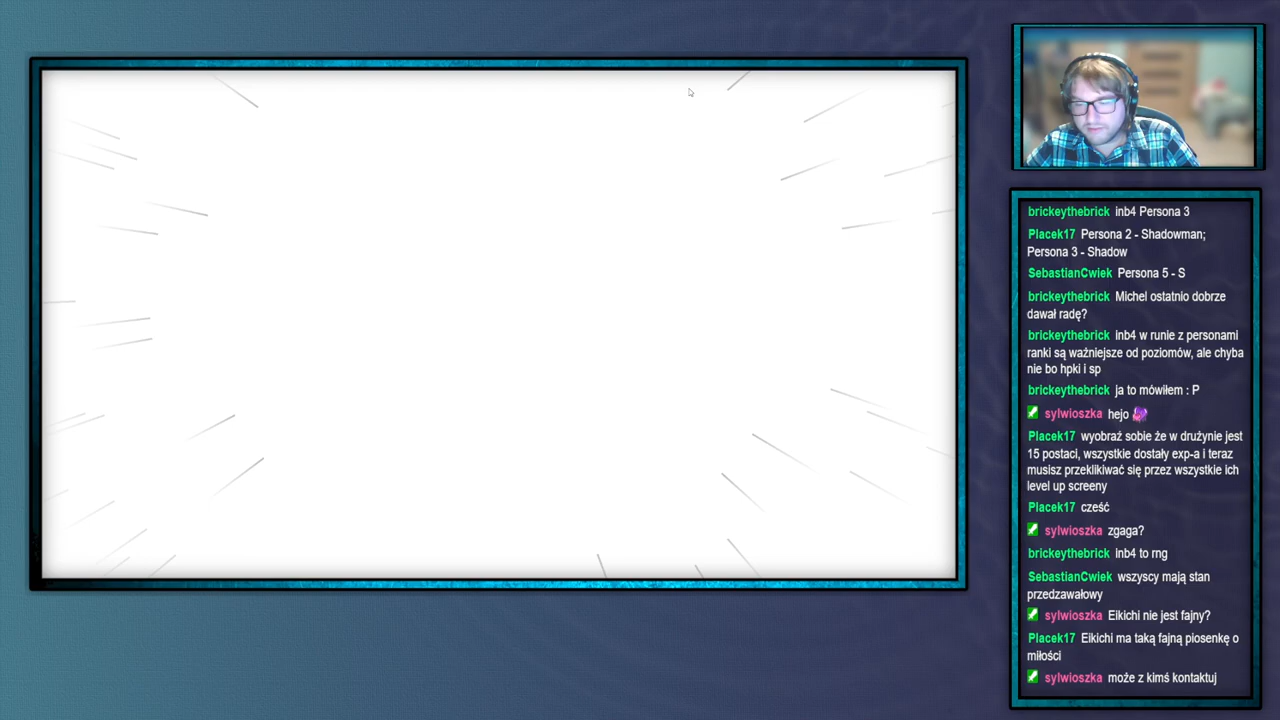 brickeythebrick inb4 Persona 3
Placek17 Persona 2 - Shadowman;
Persona 3 - Shadow
SebastianCwiek Persona 5 - S
brickeythebrick Michel ostatnio dobrze
dawał radę?
brickeythebrick inb4 w runie z personami
ranki są ważniejsze od poziomów, ale chyba
nie bo hpki i sp
brickeythebrick ja to mówiłem : P
sylwioszka hejo
Placek17 wyobraź sobie że w drużynie jest
15 postaci, wszystkie dostały exp-a i teraz
musisz przeklikiwać się przez wszystkie ich
level up screeny
Placek17 cześć
sylwioszka zgaga?
brickeythebrick inb4 to rng
SebastianCwiek wszyscy mają stan
przedzawałowy
sylwioszka Eikichi nie jest fajny?
Placek17 Eikichi ma taką fajną piosenkę o
miłości
sylwioszka może z kimś kontaktuj